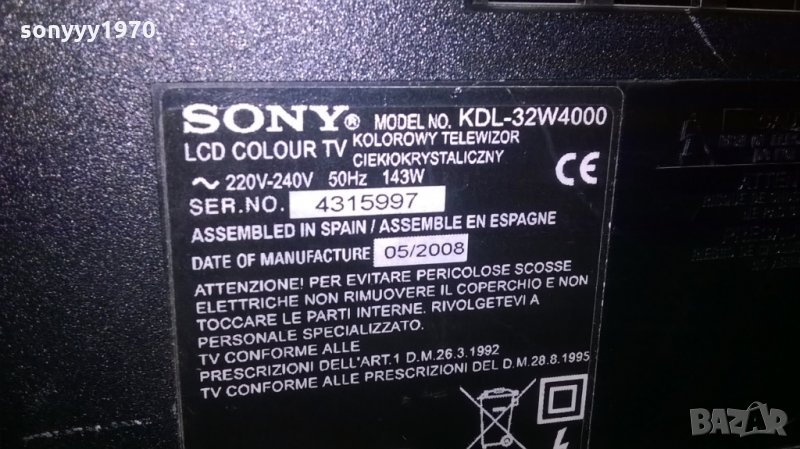 sonyyy1970.
SONY® MODEL NO. KDL-32W4000
LCD COLOUR TV KOLOROWY TELEWIZOR
CIEKŁOKRYSTALICZNY
~ 220V-240V 50Hz 143W
CE
SER.NO. 4315997
ASSEMBLED IN SPAIN / ASSEMBLE EN ESPAGNE
DATE OF MANUFACTURE 05/2008
ATTENZIONE! PER EVITARE PERICOLOSE SCOSSE
ELETTRICHE NON RIMUOVERE IL COPERCHIO E NON
TOCCARE LE PARTI INTERNE. RIVOLGETEVI A
PERSONALE SPECIALIZZATO.
TV CONFORME ALLE
PRESCRIZIONI DELL'ART.1 D.M.26.3.1992
TV CONFORME ALLE PRESCRIZIONI DEL D.M.28.8.1995
BAZAR